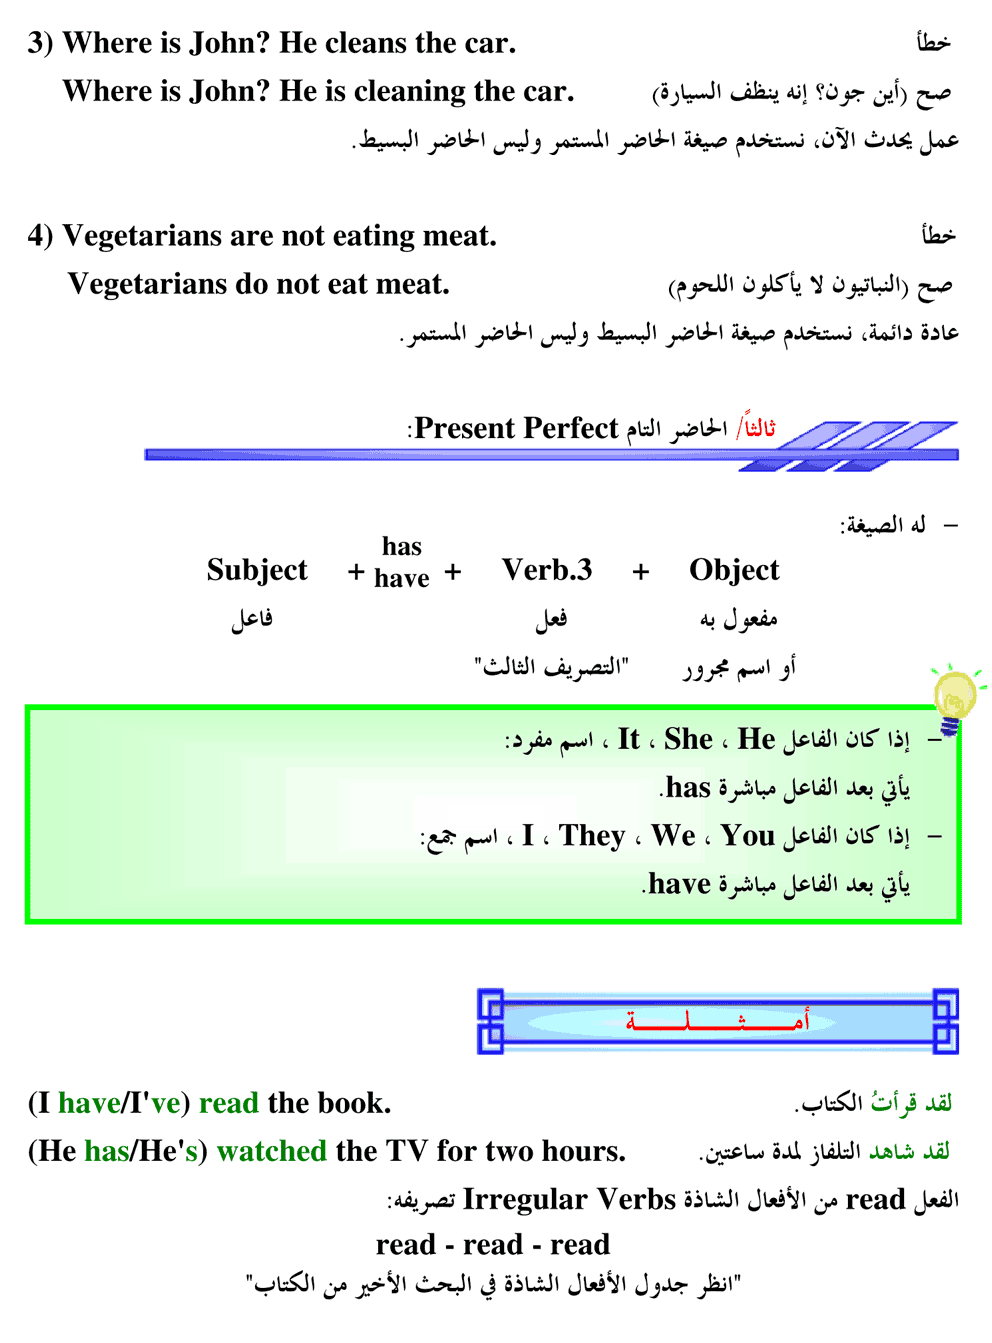 3) Where is John? He cleans the car. خطأ
Where is John? He is cleaning the car. صح (أين جون؟ إنه ينظف السيارة)
عمل يحدث الآن، نستخدم صيغة الحاضر المستمر وليس الحاضر البسيط.
4) Vegetarians are not eating meat. خطأ
Vegetarians do not eat meat. صح (النباتيون لا يأكلون اللحوم)
عادة دائمة، نستخدم صيغة الحاضر البسيط وليس الحاضر المستمر.
ثالثاً/ الحاضر التام Present Perfect:
– له الصيغة:
has
Subject + have + Verb.3 + Object
فاعل فعل مفعول به
"التصريف الثالث" أو اسم مجرور
– إذا كان الفاعل He ، She ، It ، اسم مفرد:
يأتي بعد الفاعل مباشرة has.
– إذا كان الفاعل You ، We ، They ، I ، اسم جمع:
يأتي بعد الفاعل مباشرة have.
أمـــثـــلـــة
(I have/I've) read the book. لقد قرأتُ الكتاب.
(He has/He's) watched the TV for two hours. لقد شاهد التلفاز لمدة ساعتين.
الفعل read من الأفعال الشاذة Irregular Verbs تصريفه:
read - read - read
"انظر جدول الأفعال الشاذة في البحث الأخير من الكتاب"